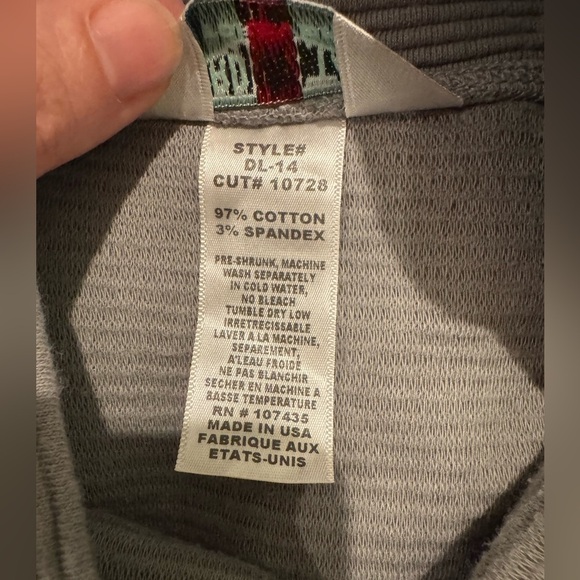 STYLE#
DL-14
CUT# 10728
97% COTTON
3% SPANDEX
PRE-SHRUNK, MACHINE
WASH SEPARATELY
IN COLD WATER,
NO BLEACH
TUMBLE DRY LOW
IRRETRECISSABLE
LAVER A LA MACHINE,
SEPAREMENT,
A'LEAU FROIDE
NE PAS BLANCHIR
SECHER EN MACHINE A
BASSE TEMPERATURE
RN # 107435
MADE IN USA
FABRIQUE AUX
ETATS-UNIS